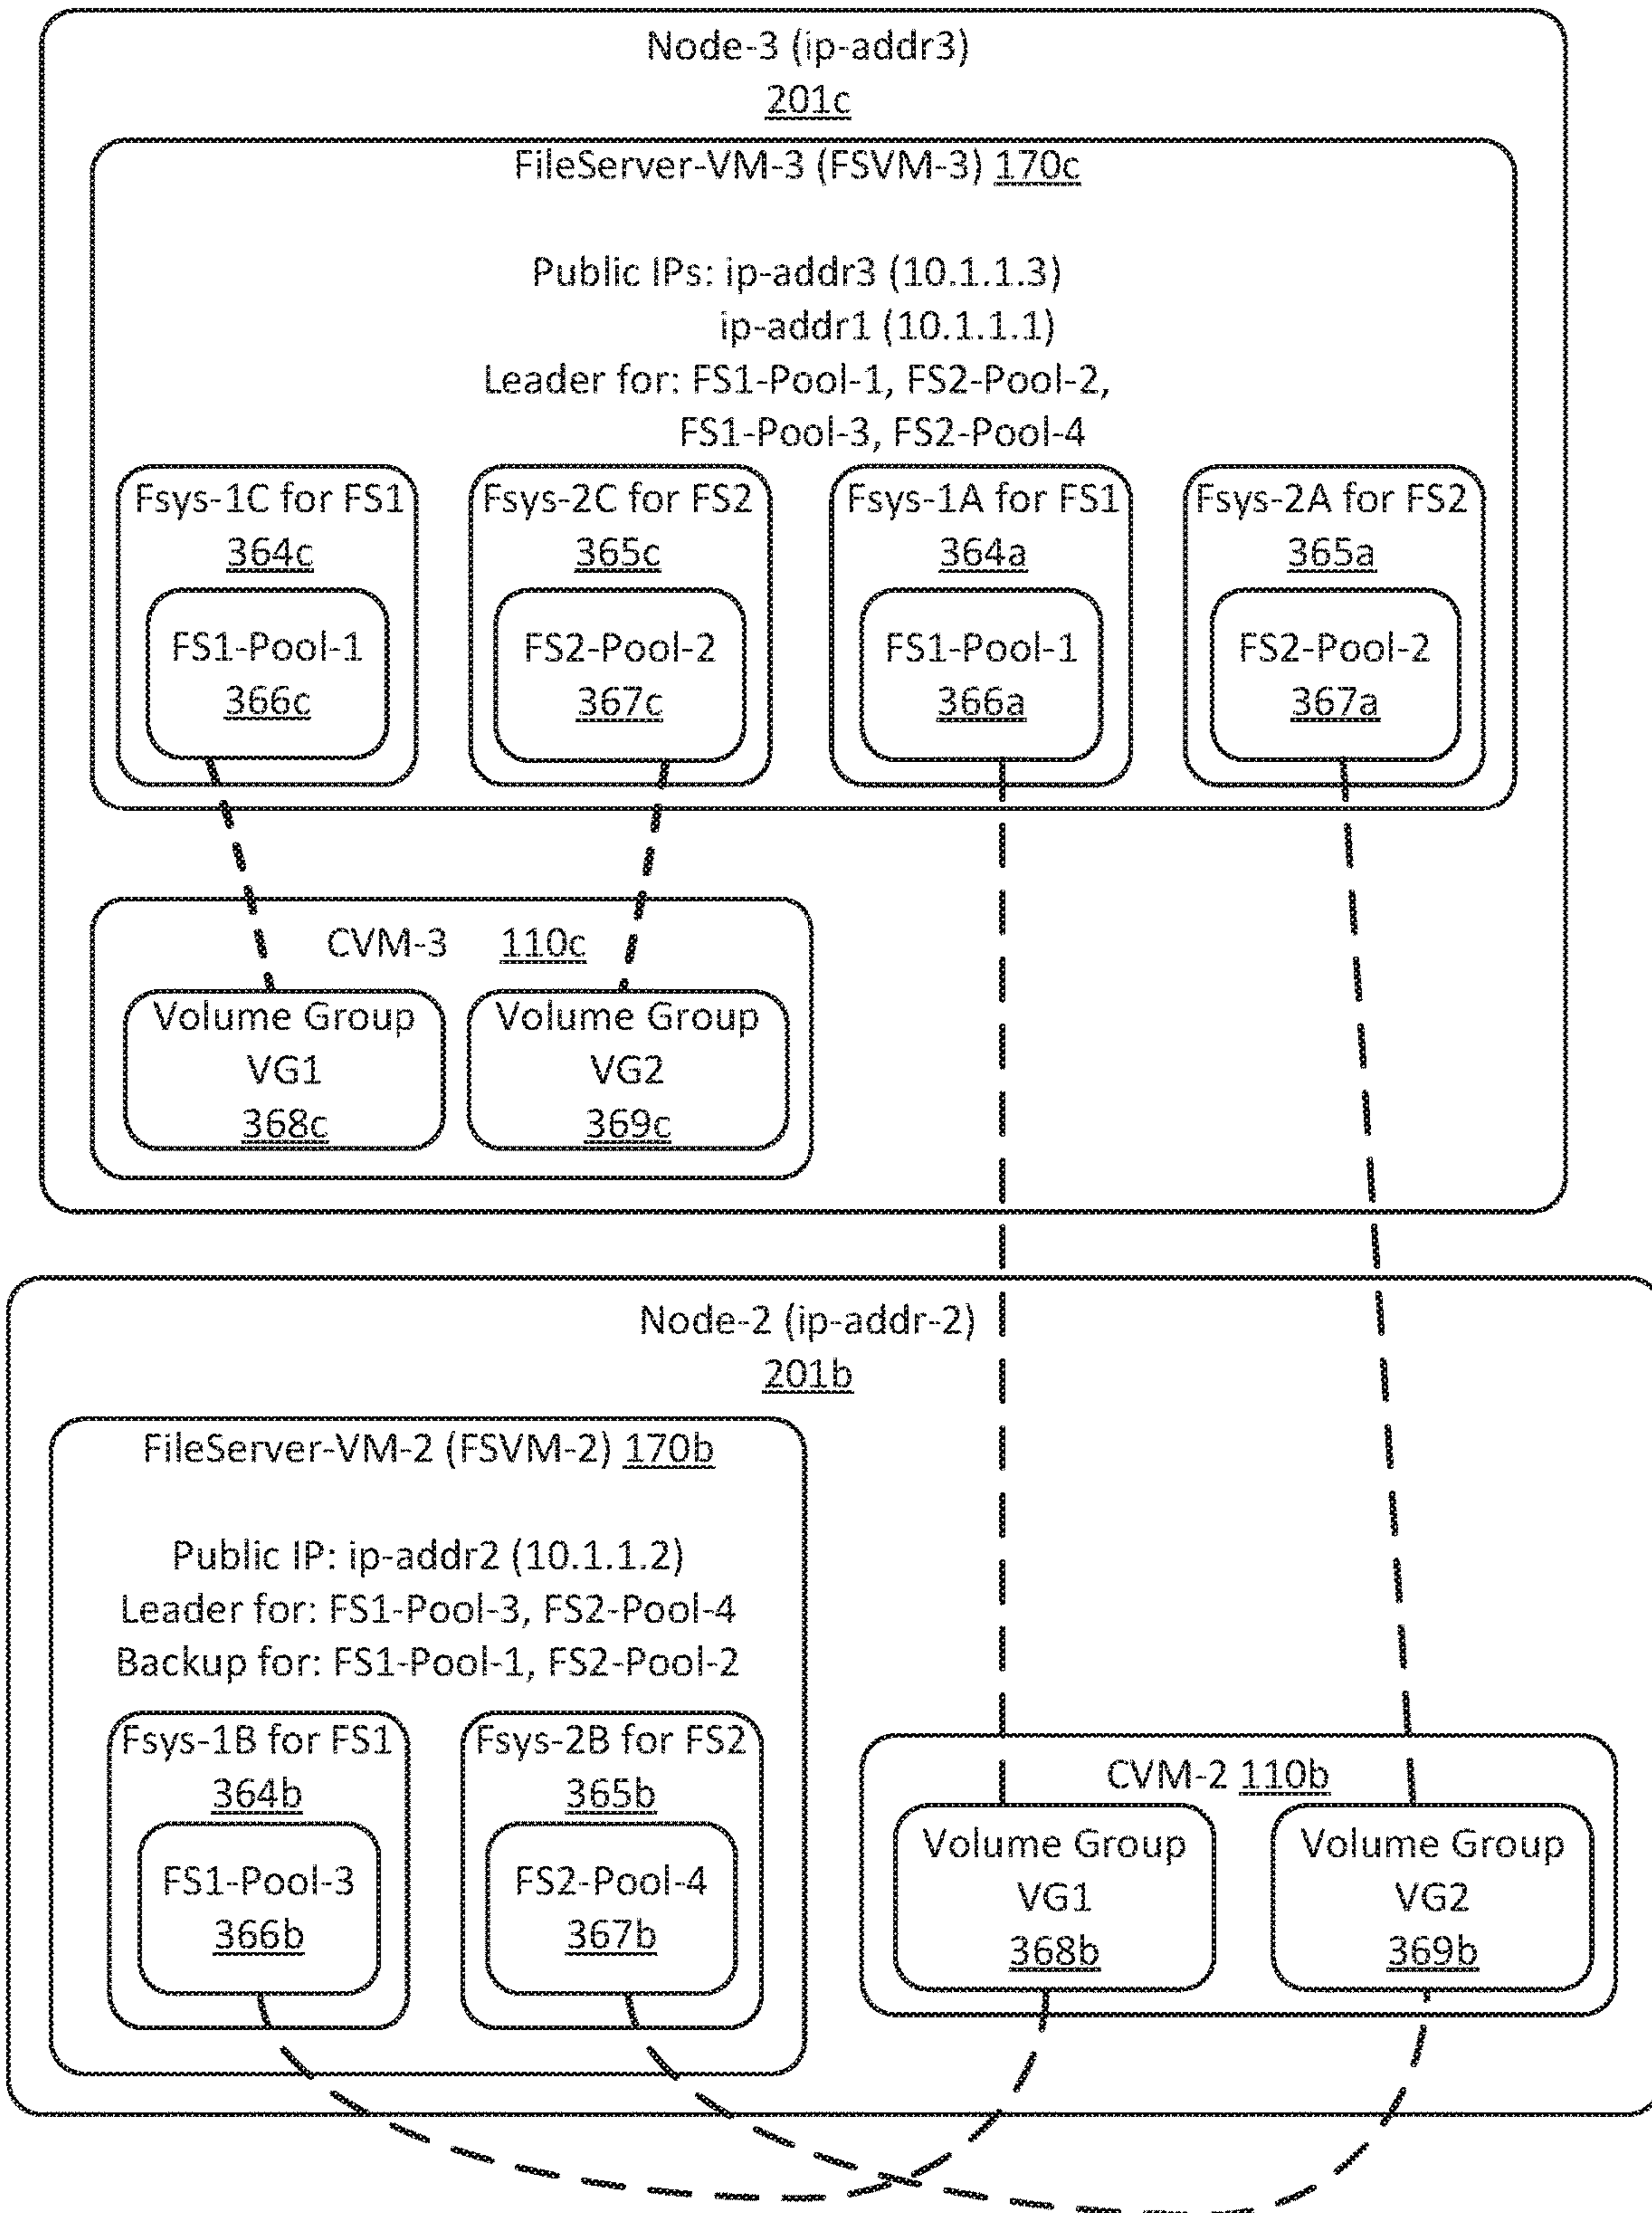 Node-3 (ip-addr3)
201c
FileServer-VM-3 (FSVM-3) 170c
Public IPs: ip-addr3 (10.1.1.3)
ip-addr1 (10.1.1.1)
Leader for: FS1-Pool-1, FS2-Pool-2,
FS1-Pool-3, FS2-Pool-4
Fsys-1C for FS1
364c
FS1-Pool-1
366c
Fsys-2C for FS2
365c
FS2-Pool-2
367c
Fsys-1A for FS1
364a
FS1-Pool-1
366a
Fsys-2A for FS2
365a
FS2-Pool-2
367a
CVM-3 110c
Volume Group
VG1
368c
Volume Group
VG2
369c
Node-2 (ip-addr-2)
201b
FileServer-VM-2 (FSVM-2) 170b
Public IP: ip-addr2 (10.1.1.2)
Leader for: FS1-Pool-3, FS2-Pool-4
Backup for: FS1-Pool-1, FS2-Pool-2
Fsys-1B for FS1
364b
FS1-Pool-3
366b
Fsys-2B for FS2
365b
FS2-Pool-4
367b
CVM-2 110b
Volume Group
VG1
368b
Volume Group
VG2
369b